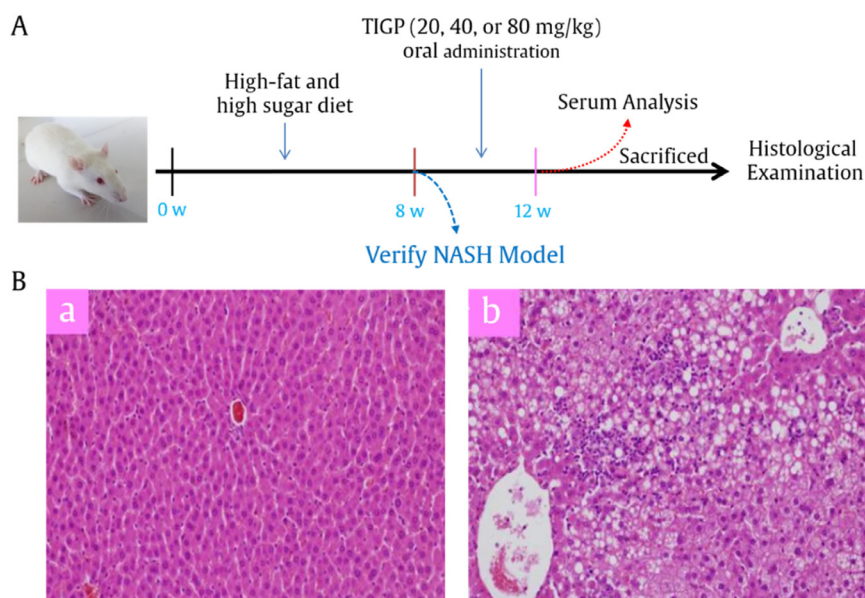 A
TIGP (20, 40, or 80 mg/kg)
oral administration
High-fat and
high sugar diet
Serum Analysis
Sacrificed
Histological
Examination
0 w
8 w
12 w
Verify NASH Model
B
a
b